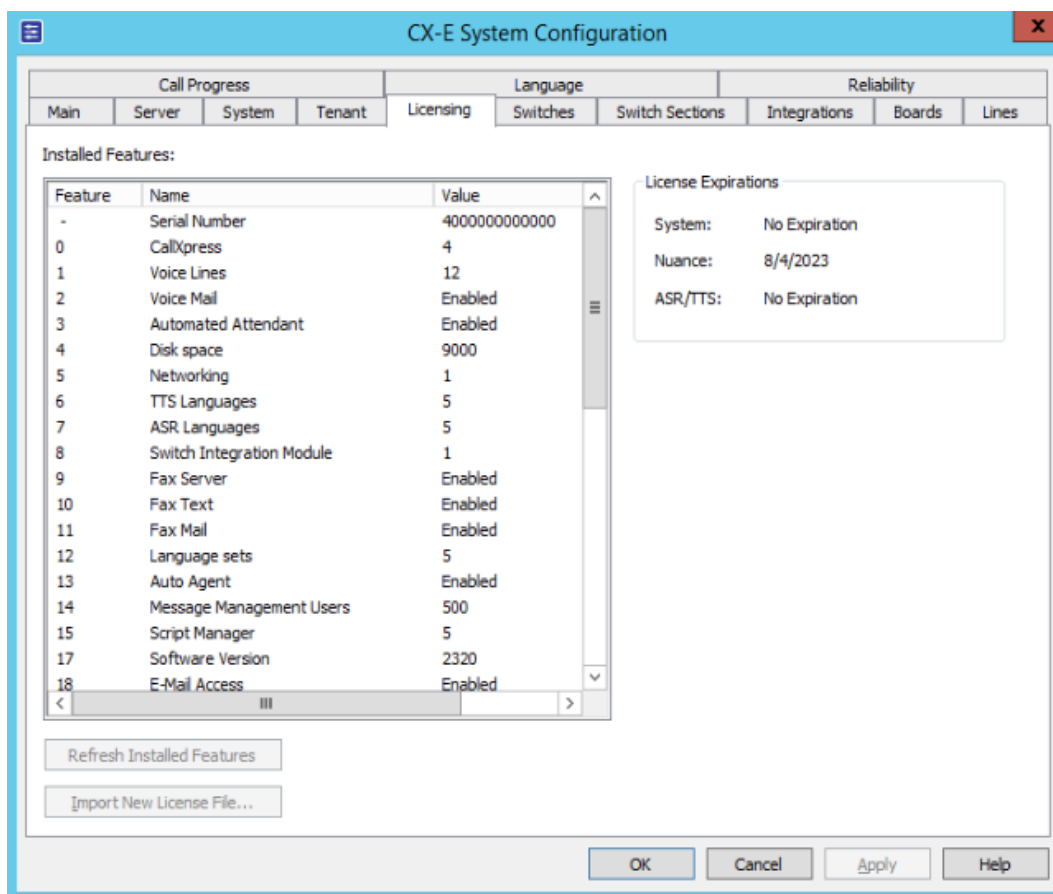 CX-E System Configuration
x
Call Progress Language Reliability
Main Server System Tenant Licensing Switches Switch Sections Integrations Boards Lines
Installed Features:
License Expirations
Feature Name Value
- Serial Number 4000000000000
System: No Expiration
0 CallXpress 4
Nuance: 8/4/2023
1 Voice Lines 12
2 Voice Mail Enabled
ASR/TTS: No Expiration
3 Automated Attendant Enabled
4 Disk space 9000
5 Networking 1
6 TTS Languages 5
7 ASR Languages 5
8 Switch Integration Module 1
9 Fax Server Enabled
10 Fax Text Enabled
11 Fax Mail Enabled
12 Language sets 5
13 Auto Agent Enabled
14 Message Management Users 500
15 Script Manager 5
17 Software Version 2320
18 E-Mail Access Enabled
Refresh Installed Features
Import New License File...
OK Cancel Apply Help